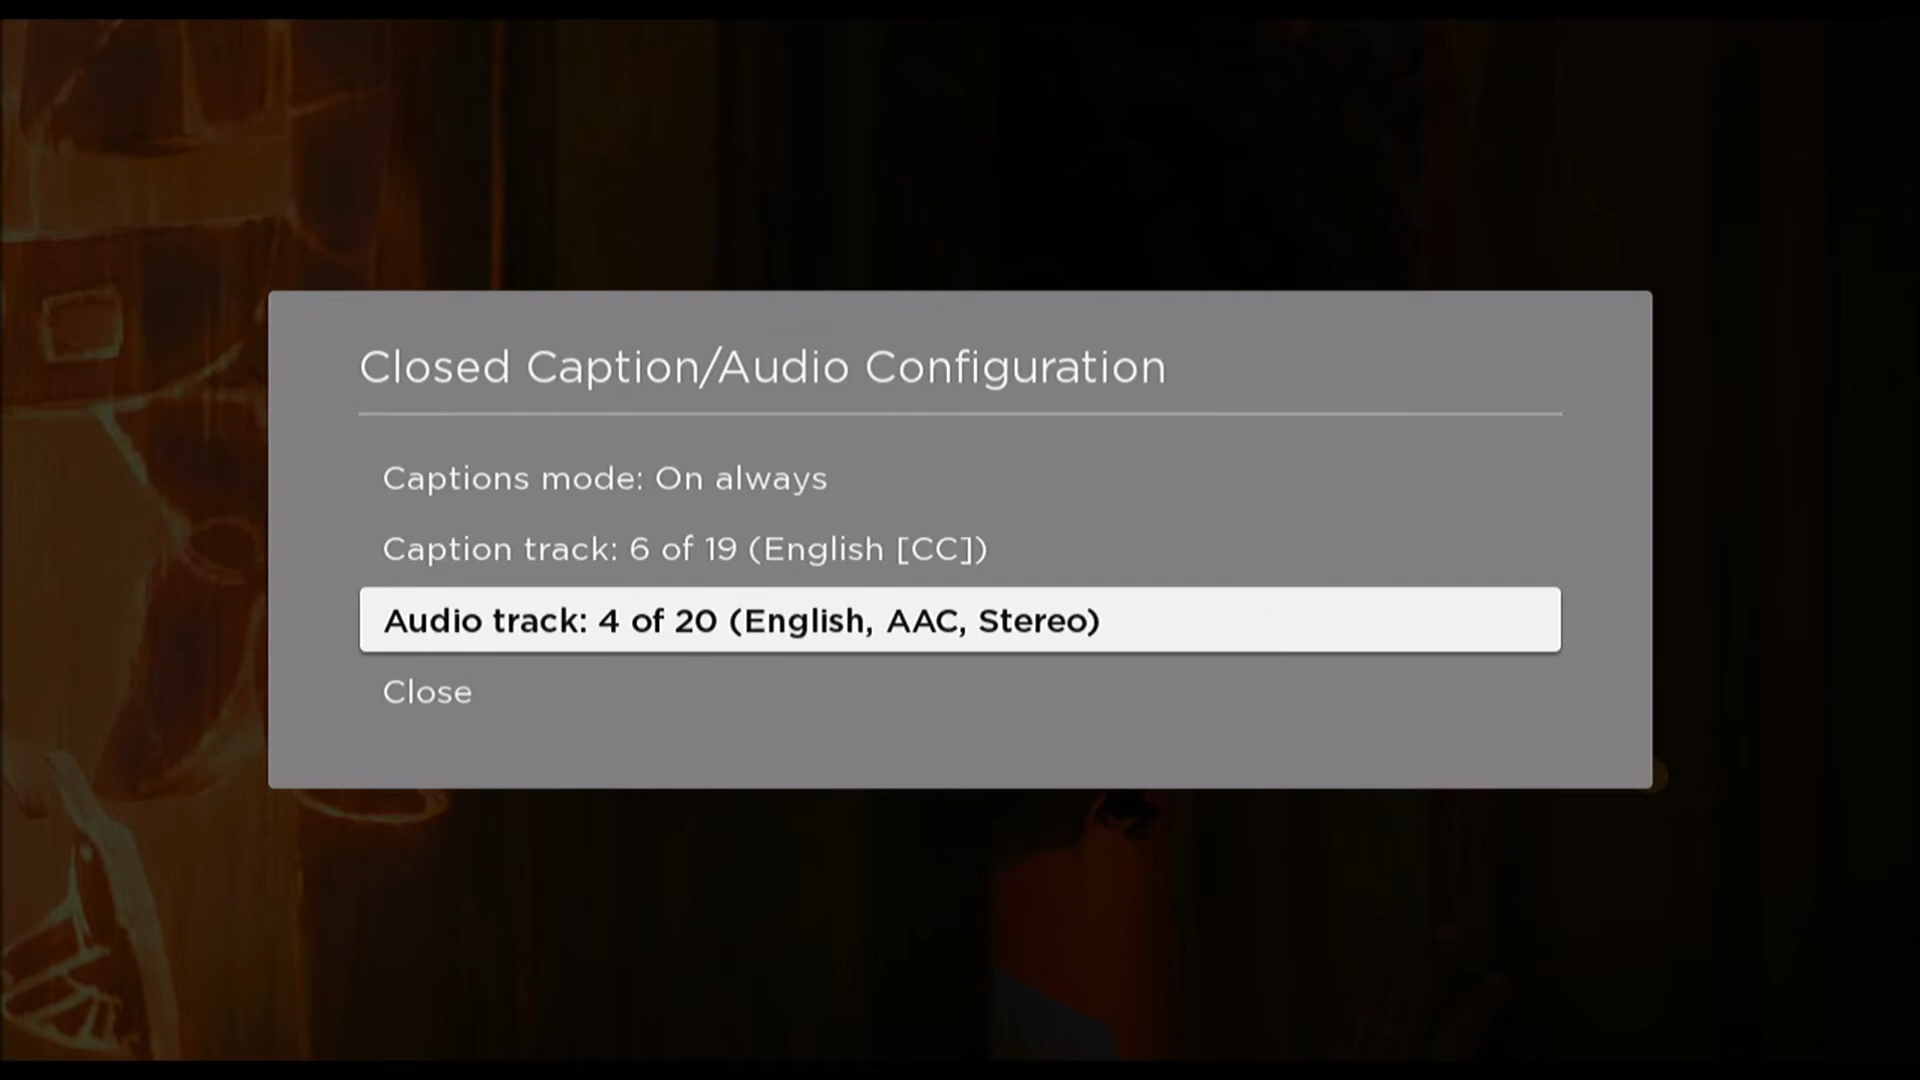 Closed Caption/Audio Configuration
Captions mode: On always
Caption track: 6 of 19 (English [CC])
Audio track: 4 of 20 (English, AAC, Stereo)
Close